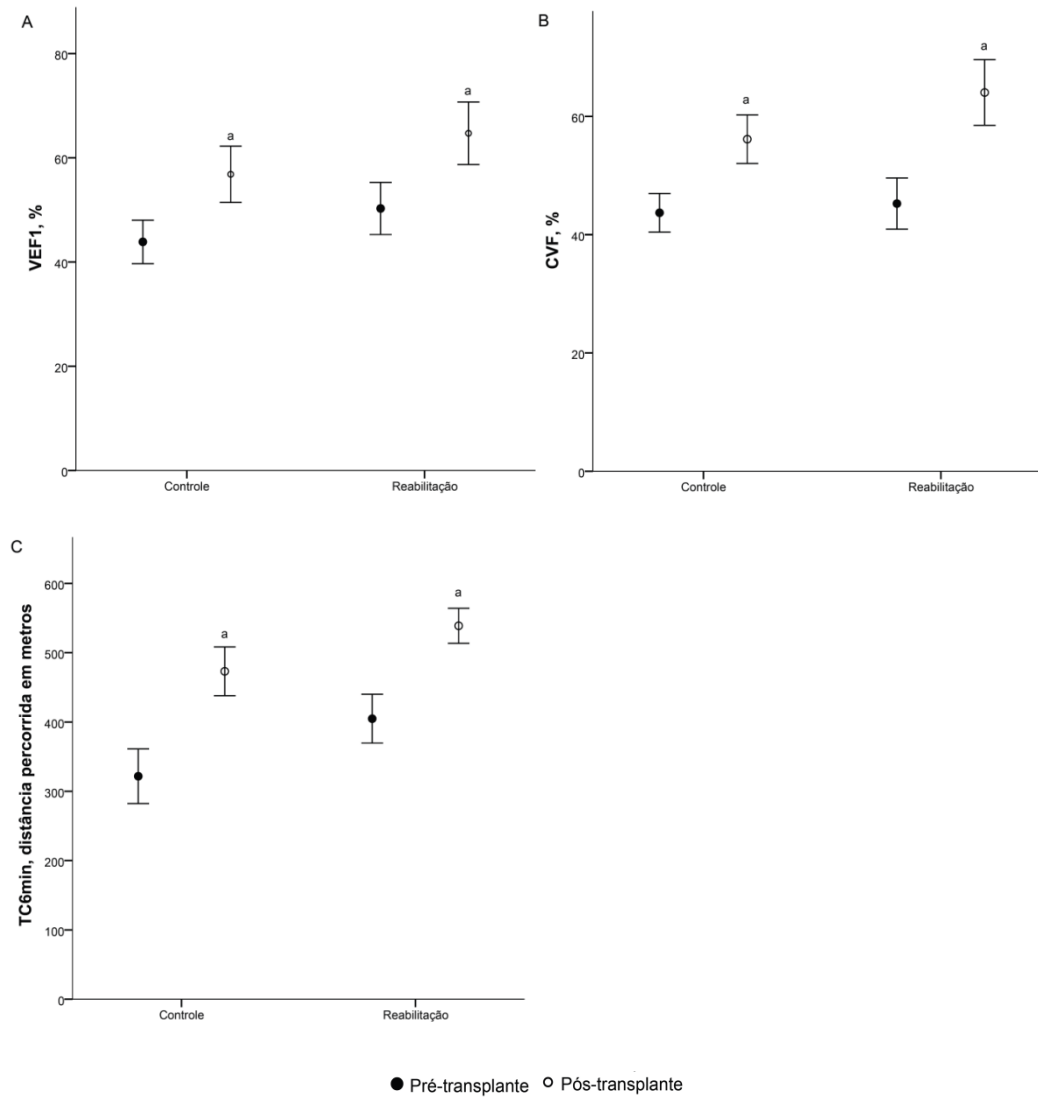 A
VEF1, %
80
60
40
20
0
a
a
Controle
Reabilitação
B
CVF, %
60
40
20
0
a
a
Controle
Reabilitação
C
TC6min, distância percorrida em metros
600
500
400
300
200
100
0
a
a
Controle
Reabilitação
Pré-transplante Pós-transplante